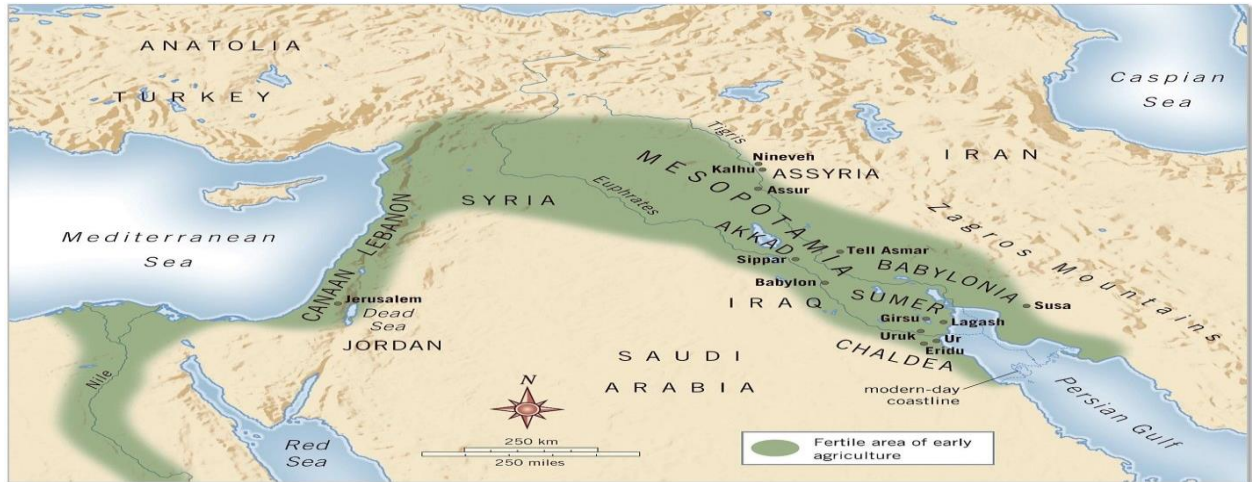 ANATOLIA
TURKEY
Caspian
Sea
IRAN
Tigris
Nineveh
Kalhu
ASSYRIA
Assur
MESOPOTAMIA
Zagros Mountains
SYRIA
Euphrates
LEBANON
CANAAN
Mediterranean
Sea
AKKAD
Tell Asmar
Sippar
BABYLONIA
Babylon
IRAQ
SUMER
Susa
Jerusalem
Dead
Sea
JORDAN
Girsu
Lagash
Uruk
Ur
Eridu
CHALDEA
SAUDI
ARABIA
modern-day
coastline
Persian Gulf
Nile
Red
Sea
N
250 km
250 miles
Fertile area of early
agriculture